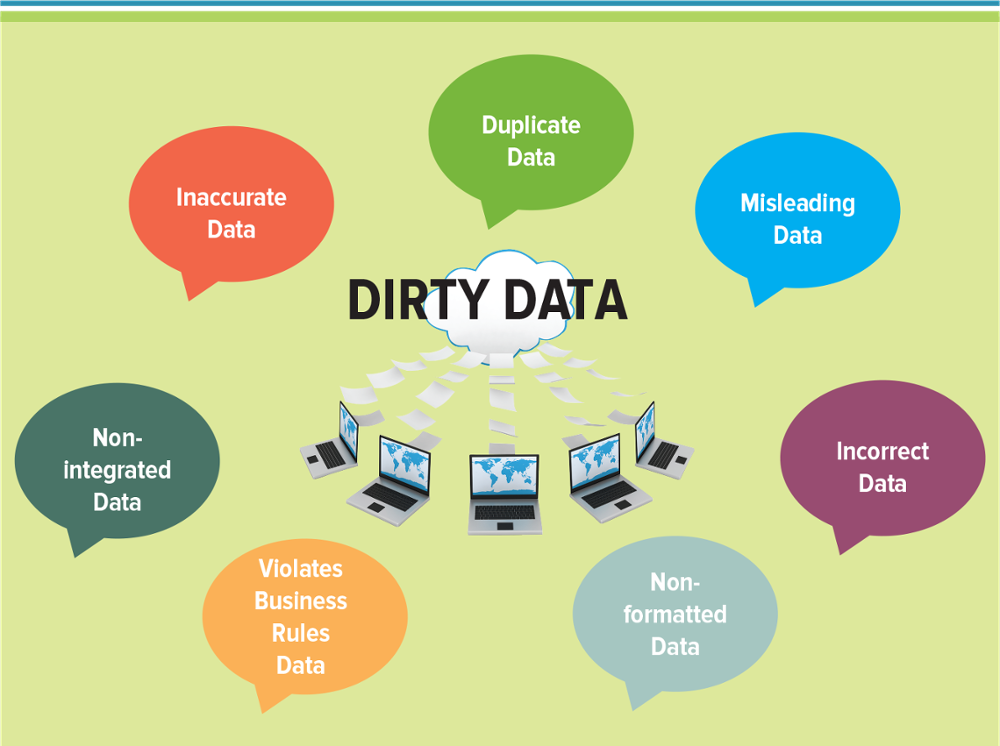 Duplicate
Data
Inaccurate
Data
Misleading
Data
DIRTY DATA
Non-
integrated
Data
Incorrect
Data
Violates
Business
Rules
Data
Non-
formatted
Data